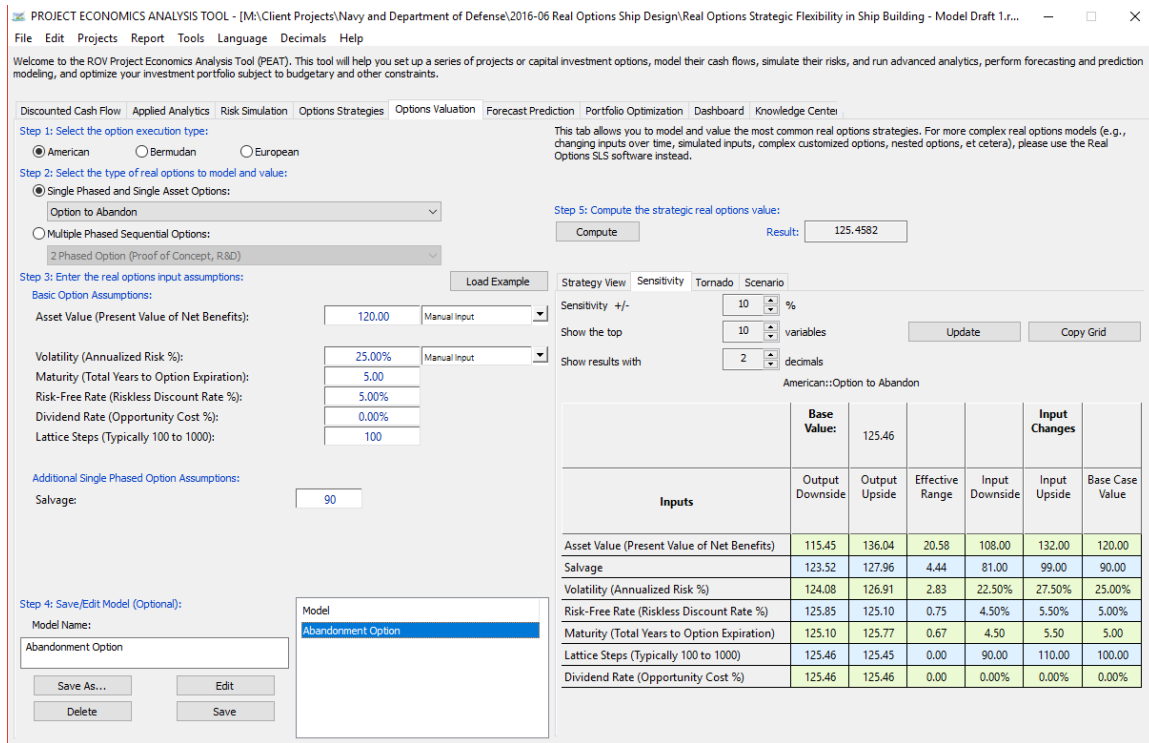 PROJECT ECONOMICS ANALYSIS TOOL - [M:\Client Projects\Navy and Department of Defense\2016-06 Real Options Ship Design\Real Options Strategic Flexibility in Ship Building - Model Draft 1.r...
File Edit Projects Report Tools Language Decimals Help
Welcome to the ROV Project Economics Analysis Tool (PEAT). This tool will help you set up a series of projects or capital investment options, model their cash flows, simulate their risks, and run advanced analytics, perform forecasting and prediction
modeling, and optimize your investment portfolio subject to budgetary and other constraints.
Discounted Cash Flow Applied Analytics Risk Simulation Options Strategies Options Valuation Forecast Prediction Portfolio Optimization Dashboard Knowledge Center
Step 1: Select the option execution type:
American Bermudan European
Step 2: Select the type of real options to model and value:
Single Phased and Single Asset Options:
Option to Abandon
Multiple Phased Sequential Options:
2 Phased Option (Proof of Concept, R&D)
Step 3: Enter the real options input assumptions:
Load Example
Basic Option Assumptions:
Asset Value (Present Value of Net Benefits): 120.00 Manual Input
Volatility (Annualized Risk %): 25.00% Manual Input
Maturity (Total Years to Option Expiration): 5.00
Risk-Free Rate (Riskless Discount Rate %): 5.00%
Dividend Rate (Opportunity Cost %): 0.00%
Lattice Steps (Typically 100 to 1000): 100
Additional Single Phased Option Assumptions:
Salvage: 90
Step 4: Save/Edit Model (Optional):
Model Name:
Abandonment Option
Save As... Edit
Delete Save
Model
Abandonment Option
This tab allows you to model and value the most common real options strategies. For more complex real options models (e.g.,
changing inputs over time, simulated inputs, complex customized options, nested options, et cetera), please use the Real
Options SLS software instead.
Step 5: Compute the strategic real options value:
Compute Result: 125.4582
Strategy View Sensitivity Tornado Scenario
Sensitivity +/- 10 %
Show the top 10 variables Update Copy Grid
Show results with 2 decimals
American::Option to Abandon
Base Value: 125.46 Input Changes
Inputs Output Downside Output Upside Effective Range Input Downside Input Upside Base Case Value
Asset Value (Present Value of Net Benefits) 115.45 136.04 20.58 108.00 132.00 120.00
Salvage 123.52 127.96 4.44 81.00 99.00 90.00
Volatility (Annualized Risk %) 124.08 126.91 2.83 22.50% 27.50% 25.00%
Risk-Free Rate (Riskless Discount Rate %) 125.85 125.10 0.75 4.50% 5.50% 5.00%
Maturity (Total Years to Option Expiration) 125.10 125.77 0.67 4.50 5.50 5.00
Lattice Steps (Typically 100 to 1000) 125.46 125.45 0.00 90.00 110.00 100.00
Dividend Rate (Opportunity Cost %) 125.46 125.46 0.00 0.00% 0.00% 0.00%